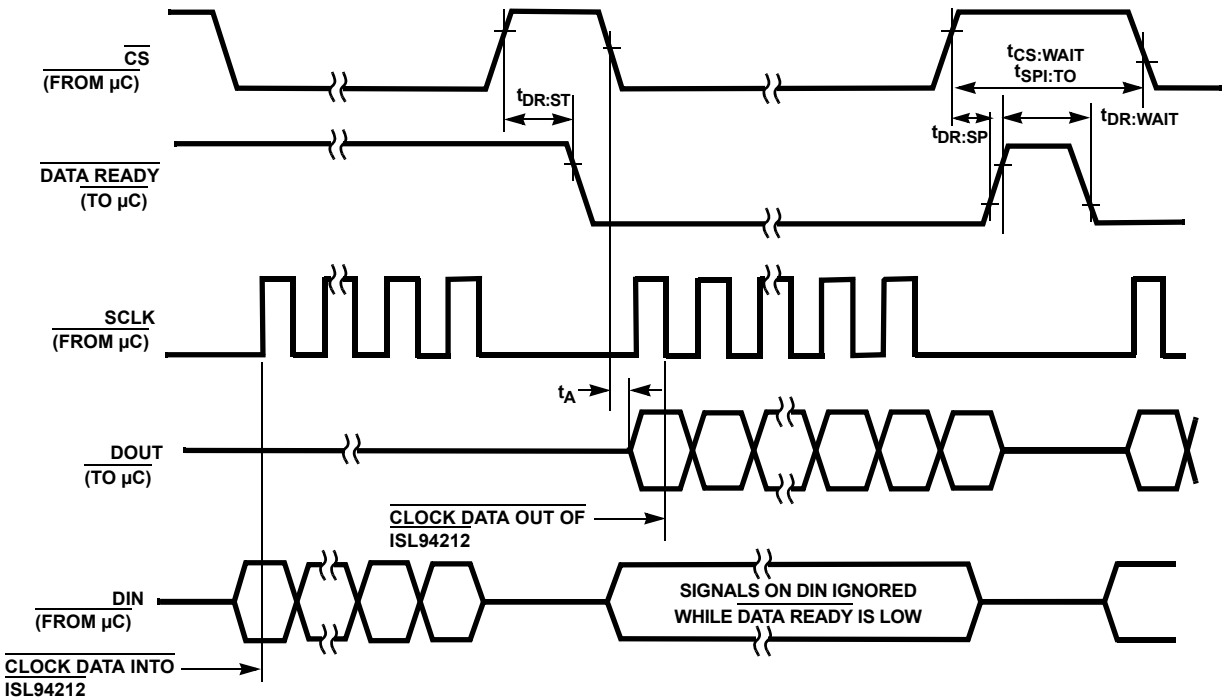 CS
(FROM µC)
tDR:ST
tCS:WAIT
tSPI:TO
tDR:SP
tDR:WAIT
DATA READY
(TO µC)
SCLK
(FROM µC)
tA
DOUT
(TO µC)
CLOCK DATA OUT OF
ISL94212
DIN
(FROM µC)
SIGNALS ON DIN IGNORED
WHILE DATA READY IS LOW
CLOCK DATA INTO
ISL94212